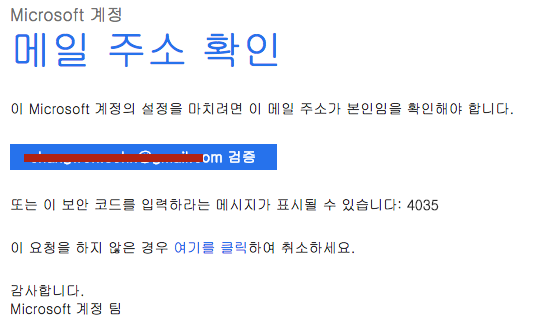 Microsoft 계정
메일 주소 확인
이 Microsoft 계정의 설정을 마치려면 이 메일 주소가 본인임을 확인해야 합니다.
검증
또는 이 보안 코드를 입력하라는 메시지가 표시될 수 있습니다: 4035
이 요청을 하지 않은 경우 여기를 클릭하여 취소하세요.
감사합니다.
Microsoft 계정 팀